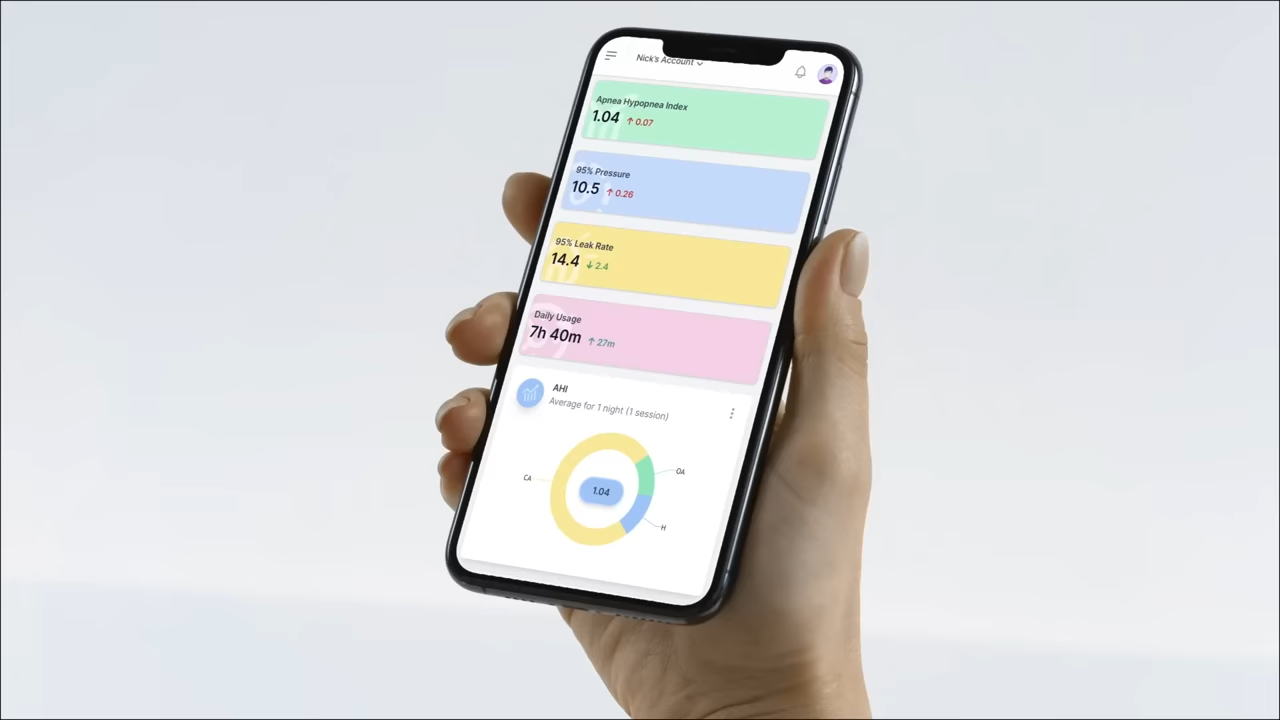 Nick's Account
Apnea Hypopnea Index
1.04 ↑ 0.07
95% Pressure
10.5 ↑ 0.26
95% Leak Rate
14.4 ↓ 2.4
Daily Usage
7h 40m ↑ 27m
AHI
Average for 1 night (1 session)
OA
CA
1.04
H